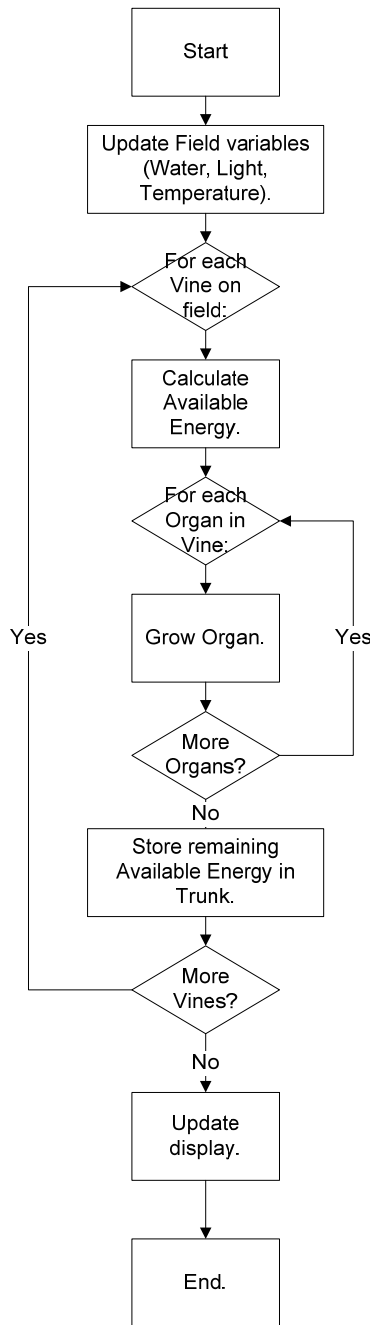 Start
Update Field variables
(Water, Light,
Temperature).
For each
Vine on
field:
Calculate
Available
Energy.
For each
Organ in
Vine:
Grow Organ.
Yes
Yes
More
Organs?
No
Store remaining
Available Energy in
Trunk.
More
Vines?
No
Update
display.
End.